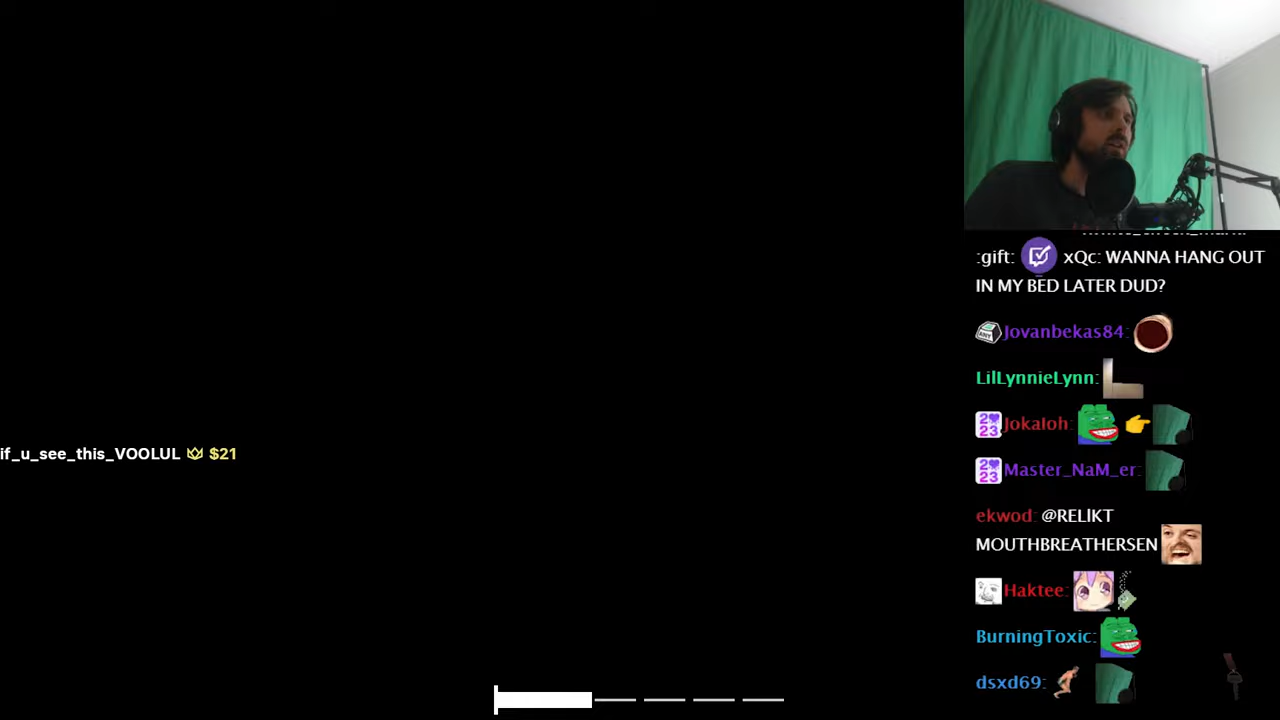 :gift: xQc: WANNA HANG OUT
IN MY BED LATER DUD?
Jovanbekas84:
LilLynnieLynn:
if_u_see_this_VOOLUL $21
Jokaloh:
Master_NaM_er:
ekwod: @RELIKT
MOUTHBREATHERSEN
Haktee:
BurningToxic:
dsxd69: